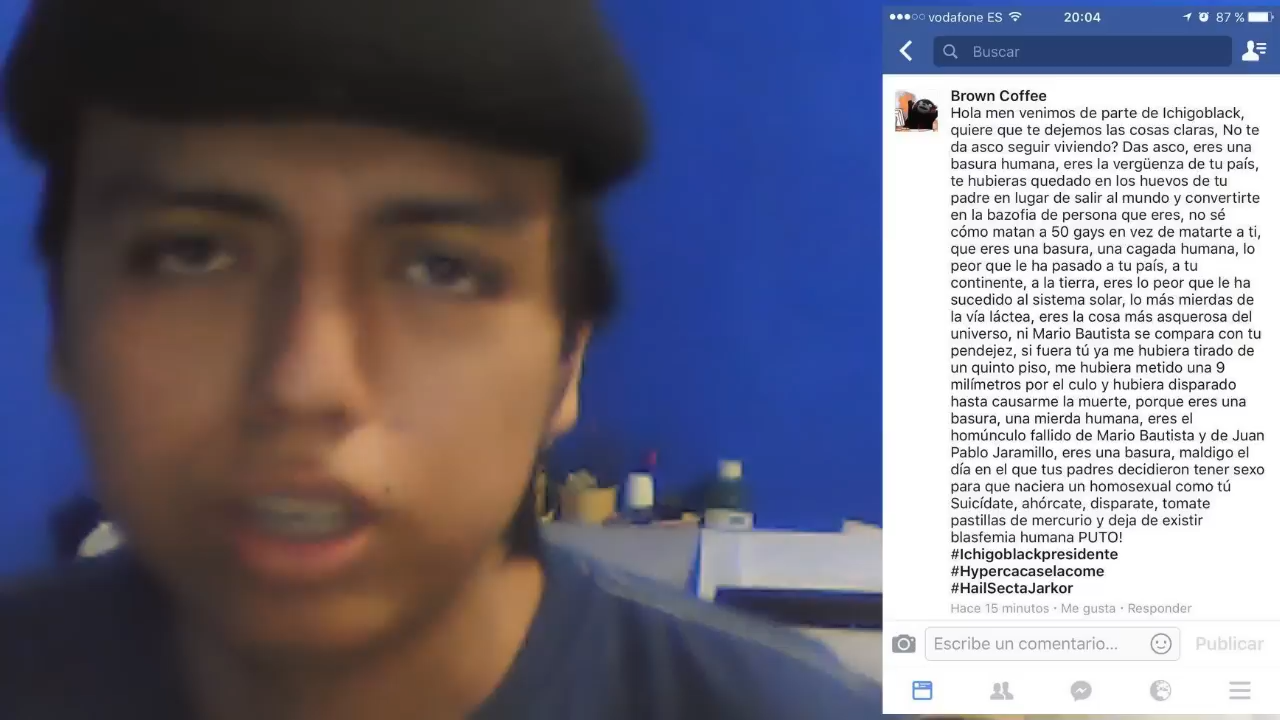 vodafone ES
20:04
87 %
Buscar
Brown Coffee
Hola men venimos de parte de Ichigoblack,
quiere que te dejemos las cosas claras, No te
da asco seguir viviendo? Das asco, eres una
basura humana, eres la vergüenza de tu país,
te hubieras quedado en los huevos de tu
padre en lugar de salir al mundo y convertirte
en la bazofia de persona que eres, no sé
cómo matan a 50 gays en vez de matarte a ti,
que eres una basura, una cagada humana, lo
peor que le ha pasado a tu país, a tu
continente, a la tierra, eres lo peor que le ha
sucedido al sistema solar, lo más mierdas de
la vía láctea, eres la cosa más asquerosa del
universo, ni Mario Bautista se compara con tu
pendejez, si fuera tú ya me hubiera tirado de
un quinto piso, me hubiera metido una 9
milímetros por el culo y hubiera disparado
hasta causarme la muerte, porque eres una
basura, una mierda humana, eres el
homúnculo fallido de Mario Bautista y de Juan
Pablo Jaramillo, eres una basura, maldigo el
día en el que tus padres decidieron tener sexo
para que naciera un homosexual como tú
Suicídate, ahórcate, disparate, tomate
pastillas de mercurio y deja de existir
blasfemia humana PUTO!
#Ichigoblackpresidente
#Hypercacaselacome
#HailSectaJarkor
Hace 15 minutos · Me gusta · Responder
Escribe un comentario...
Publicar